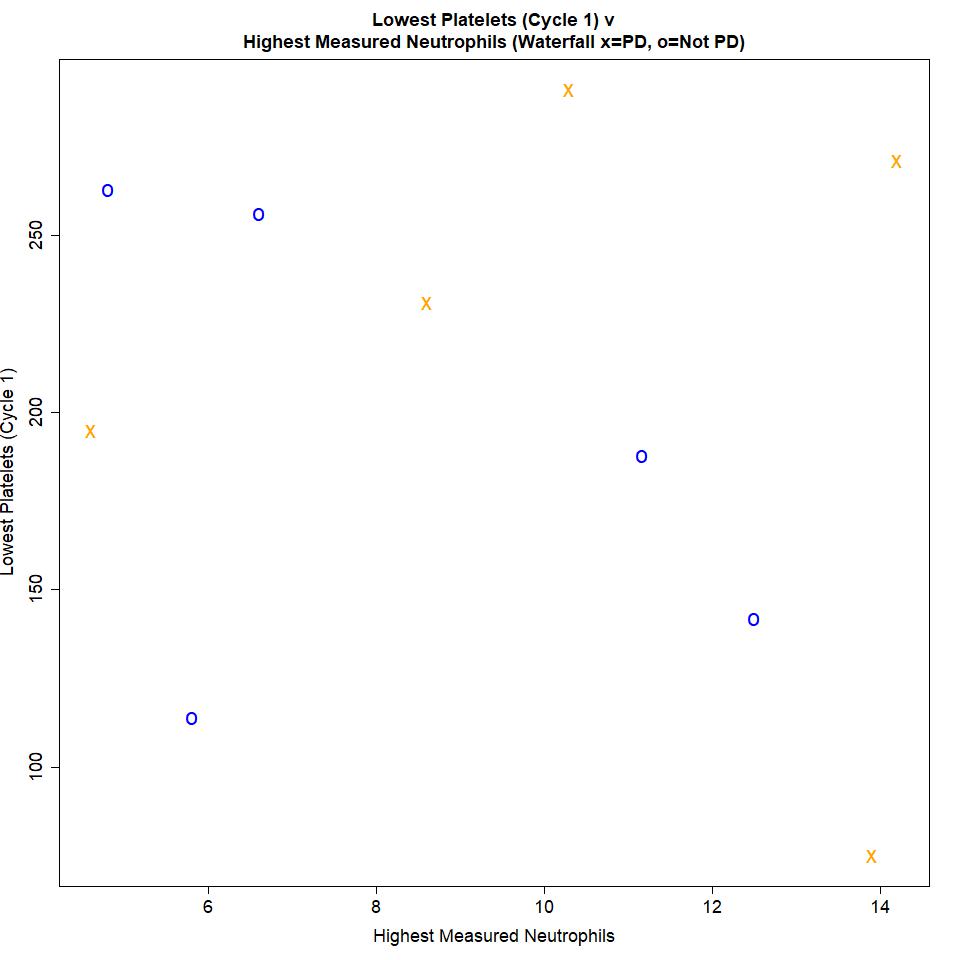 Lowest Platelets (Cycle 1) v
Highest Measured Neutrophils (Waterfall x=PD, o=Not PD)
x
x
o
o
250
x
Lowest Platelets (Cycle 1)
200
x
o
150
o
o
100
x
6 8 10 12 14
Highest Measured Neutrophils